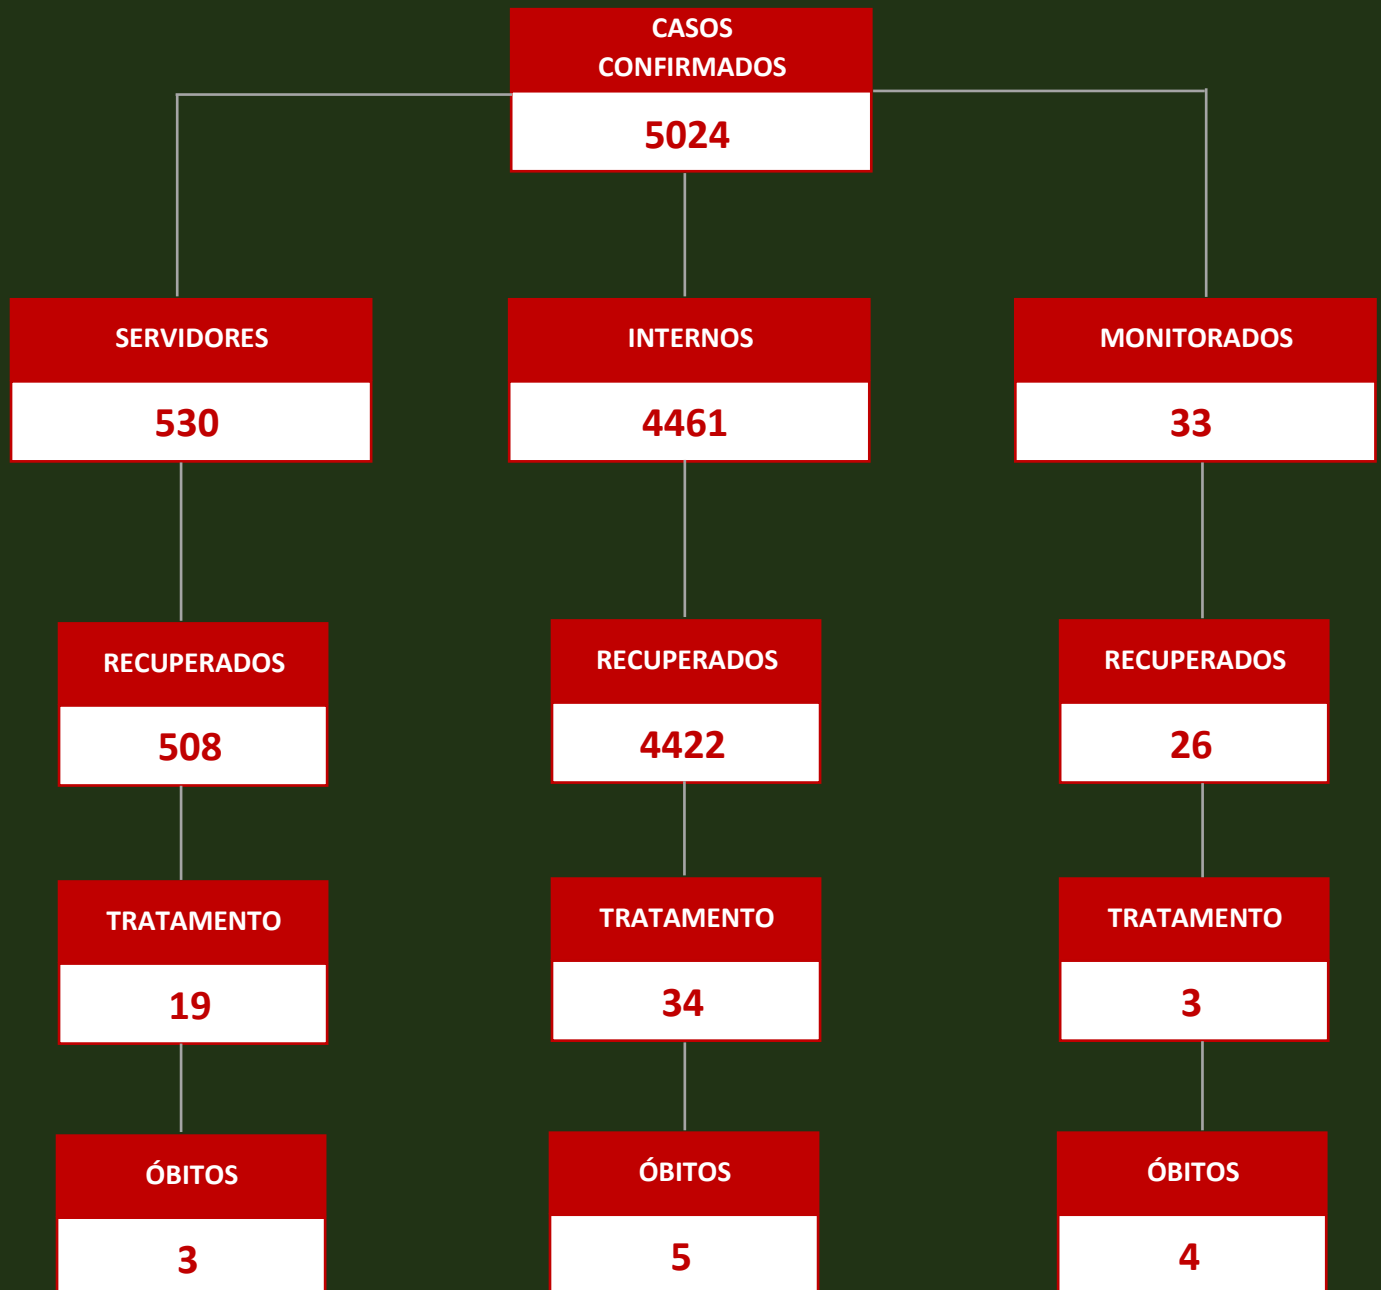 CASOS
CONFIRMADOS
5024
SERVIDORES
530
INTERNOS
4461
MONITORADOS
33
RECUPERADOS
508
RECUPERADOS
4422
RECUPERADOS
26
TRATAMENTO
19
TRATAMENTO
34
TRATAMENTO
3
ÓBITOS
3
ÓBITOS
5
ÓBITOS
4